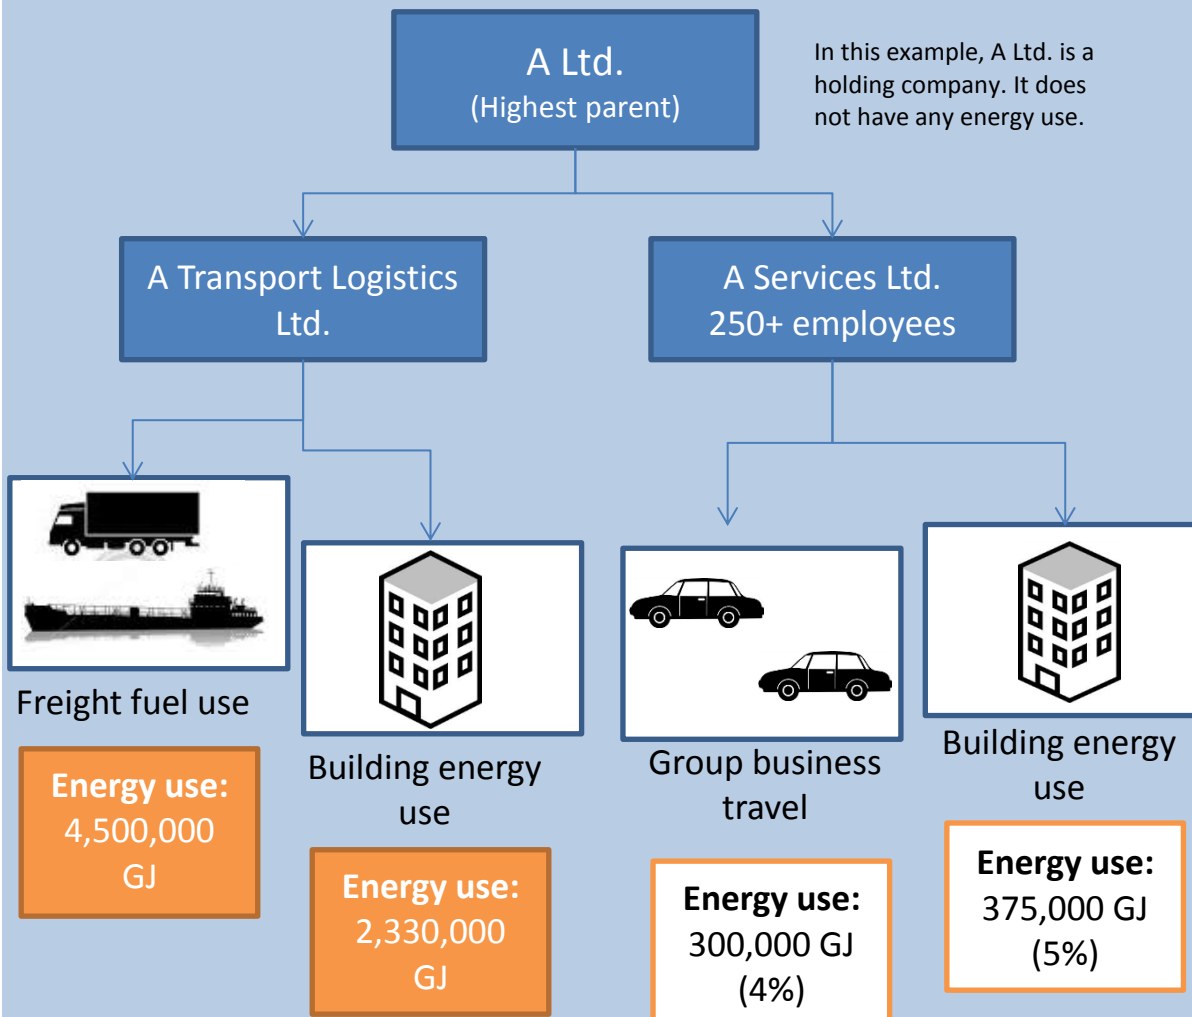 A Ltd.
(Highest parent)
In this example, A Ltd. is a
holding company. It does
not have any energy use.
A Transport Logistics
Ltd.
A Services Ltd.
250+ employees
Freight fuel use
Energy use:
4,500,000
GJ
Building energy
use
Energy use:
2,330,000
GJ
Group business
travel
Energy use:
300,000 GJ
(4%)
Building energy
use
Energy use:
375,000 GJ
(5%)